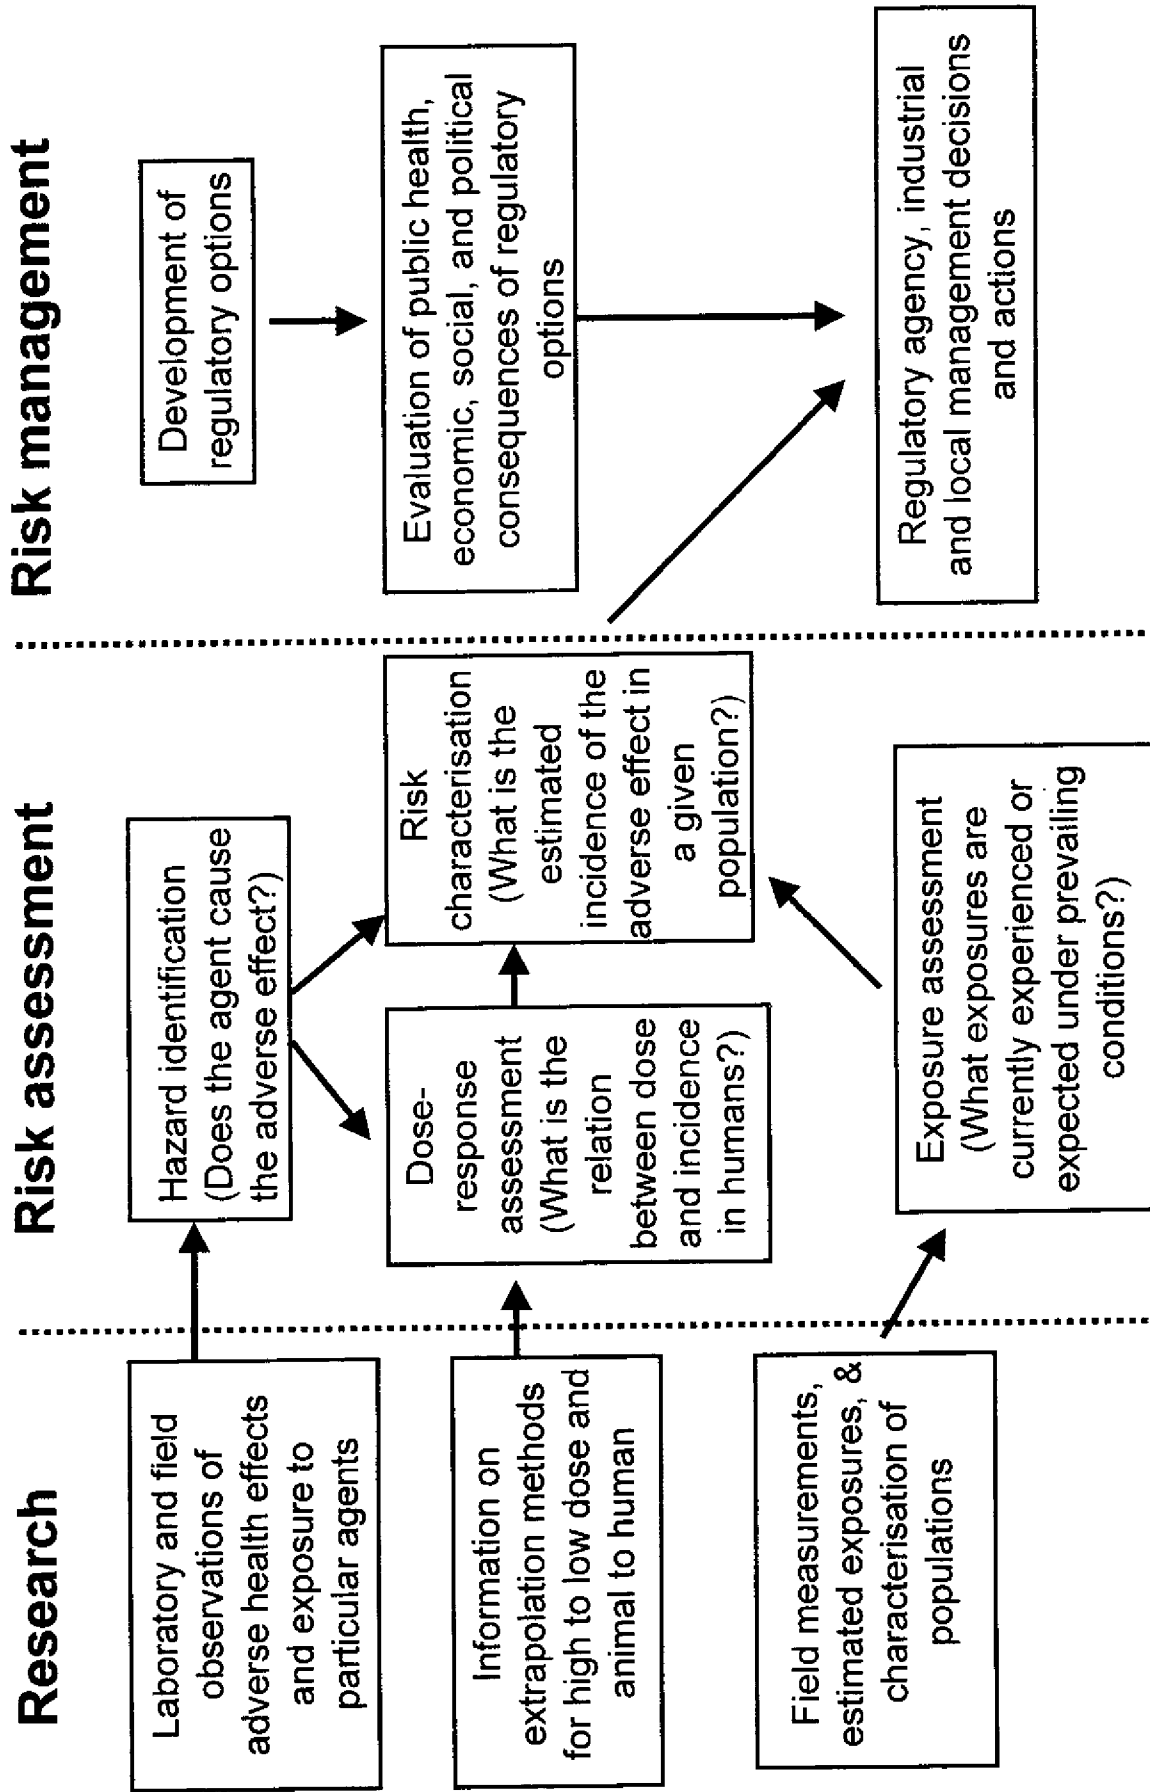 Research
Laboratory and field
observations of
adverse health effects
and exposure to
particular agents
Information on
extrapolation methods
for high to low dose and
animal to human
Field measurements,
estimated exposures, &
characterisation of
populations
Risk assessment
Hazard identification
(Does the agent cause
the adverse effect?)
Dose-
response
assessment
(What is the
relation
between dose
and incidence
in humans?)
Risk
characterisation
(What is the
estimated
incidence of the
adverse effect in
a given
population?)
Exposure assessment
(What exposures are
currently experienced or
expected under prevailing
conditions?)
Risk management
Development of
regulatory options
Evaluation of public health,
economic, social, and political
consequences of regulatory
options
Regulatory agency, industrial
and local management decisions
and actions